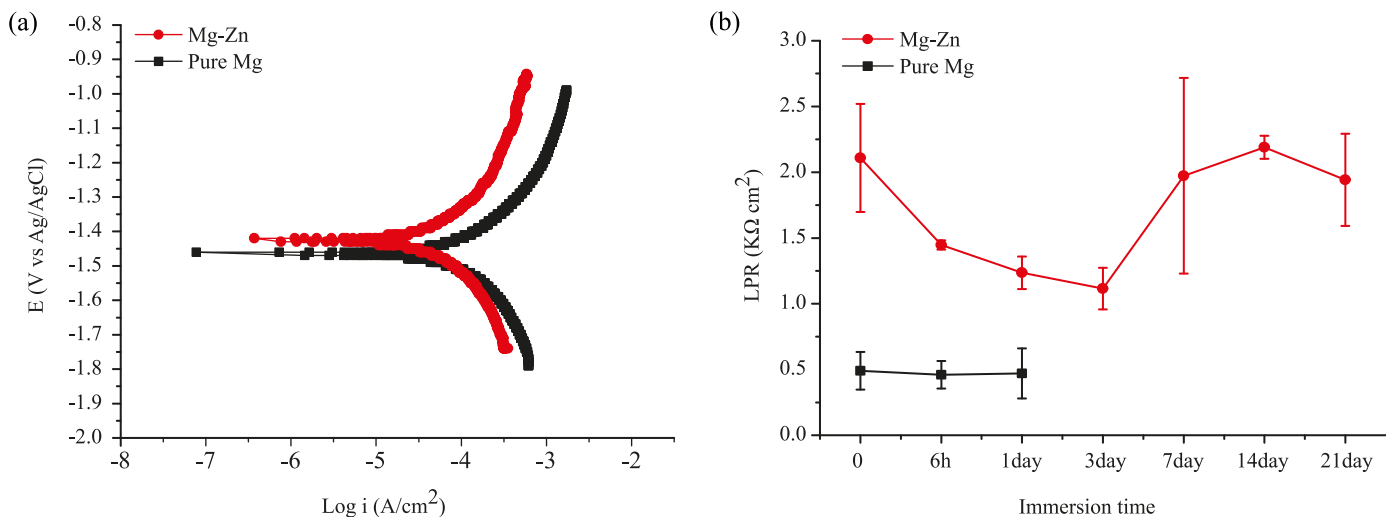 (a)
Mg-Zn
Pure Mg
E (V vs Ag/AgCl)
-0.8
-0.9
-1.0
-1.1
-1.2
-1.3
-1.4
-1.5
-1.6
-1.7
-1.8
-1.9
-2.0
-8 -7 -6 -5 -4 -3 -2
Log i (A/cm²)
(b)
Mg-Zn
Pure Mg
LPR (KΩ cm²)
3.0
2.5
2.0
1.5
1.0
0.5
0.0
0 6h 1day 3day 7day 14day 21day
Immersion time